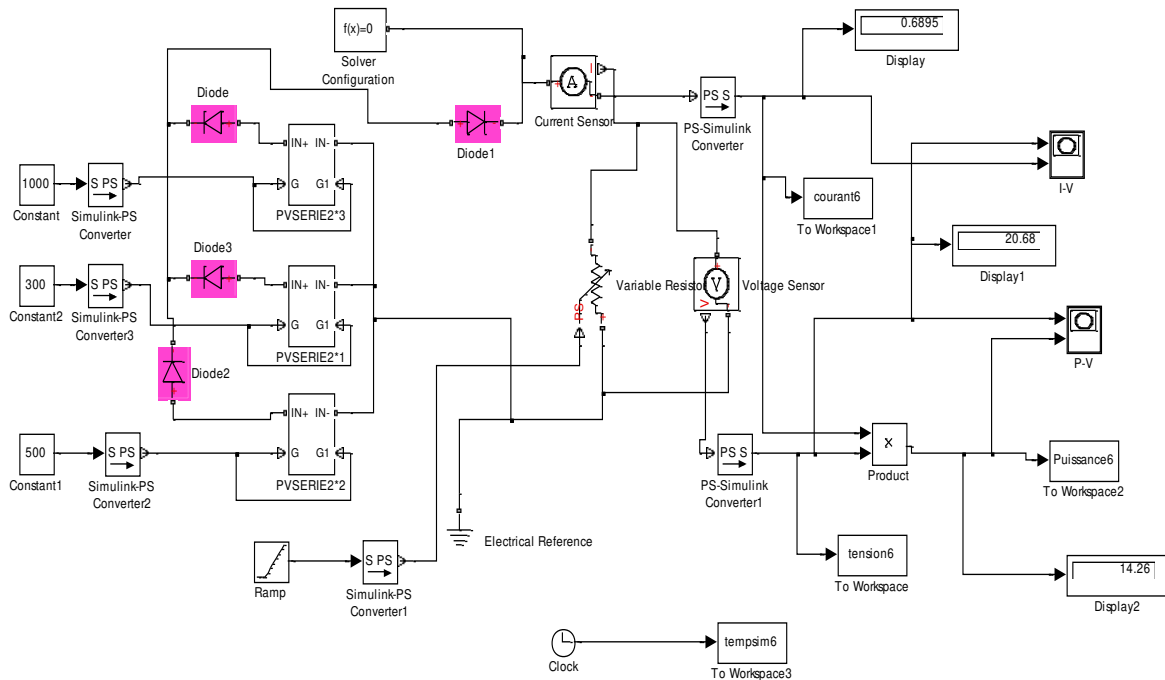 f(x)=0
Solver
Configuration
0.6895
Display
Diode
A
I
+
-
Current Sensor
PS S
PS-Simulink
Converter
+
Diode1
I-V
1000
Constant
S PS
Simulink-PS
Converter
IN+ IN-
G G1
PVSERIE2*3
courant6
To Workspace1
20.68
Display1
Diode3
300
Constant2
S PS
Simulink-PS
Converter3
IN+ IN-
G G1
PVSERIE2*1
PS
Variable Resistor
V
+
-
V
Voltage Sensor
P-V
Diode2
500
Constant1
S PS
Simulink-PS
Converter2
IN+ IN-
G G1
PVSERIE2*2
PS S
PS-Simulink
Converter1
x
Product
Puissance6
To Workspace2
Electrical Reference
Ramp
S PS
Simulink-PS
Converter1
tension6
To Workspace
14.26
Display2
Clock
tempsim6
To Workspace3